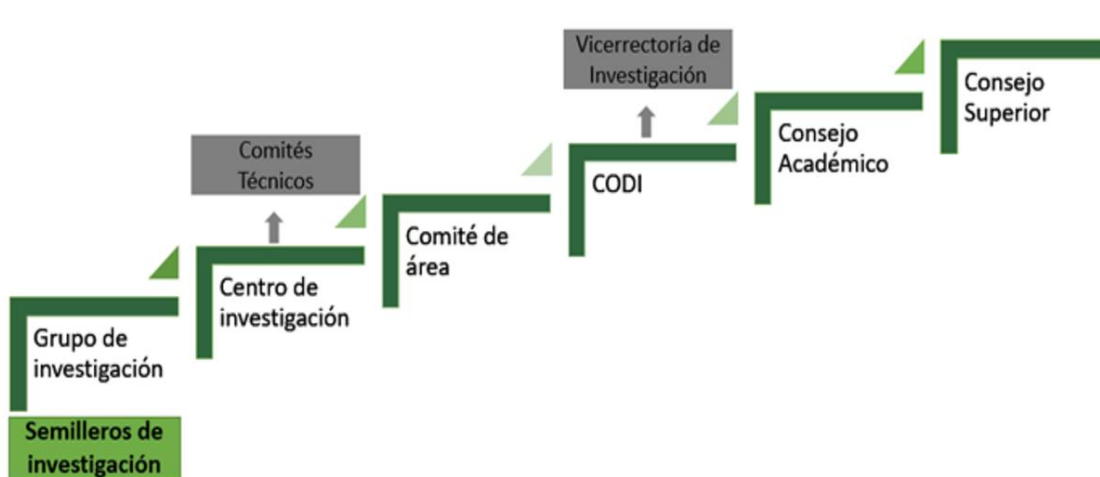 Semilleros de
investigación
Grupo de
investigación
Centro de
investigación
Comités
Técnicos
Comité de
área
CODI
Vicerrectoría de
Investigación
Consejo
Académico
Consejo
Superior